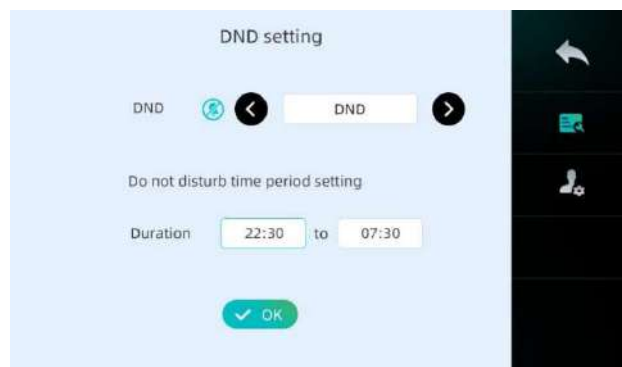 DND setting
DND DND
Do not disturb time period setting
Duration 22:30 to 07:30
OK